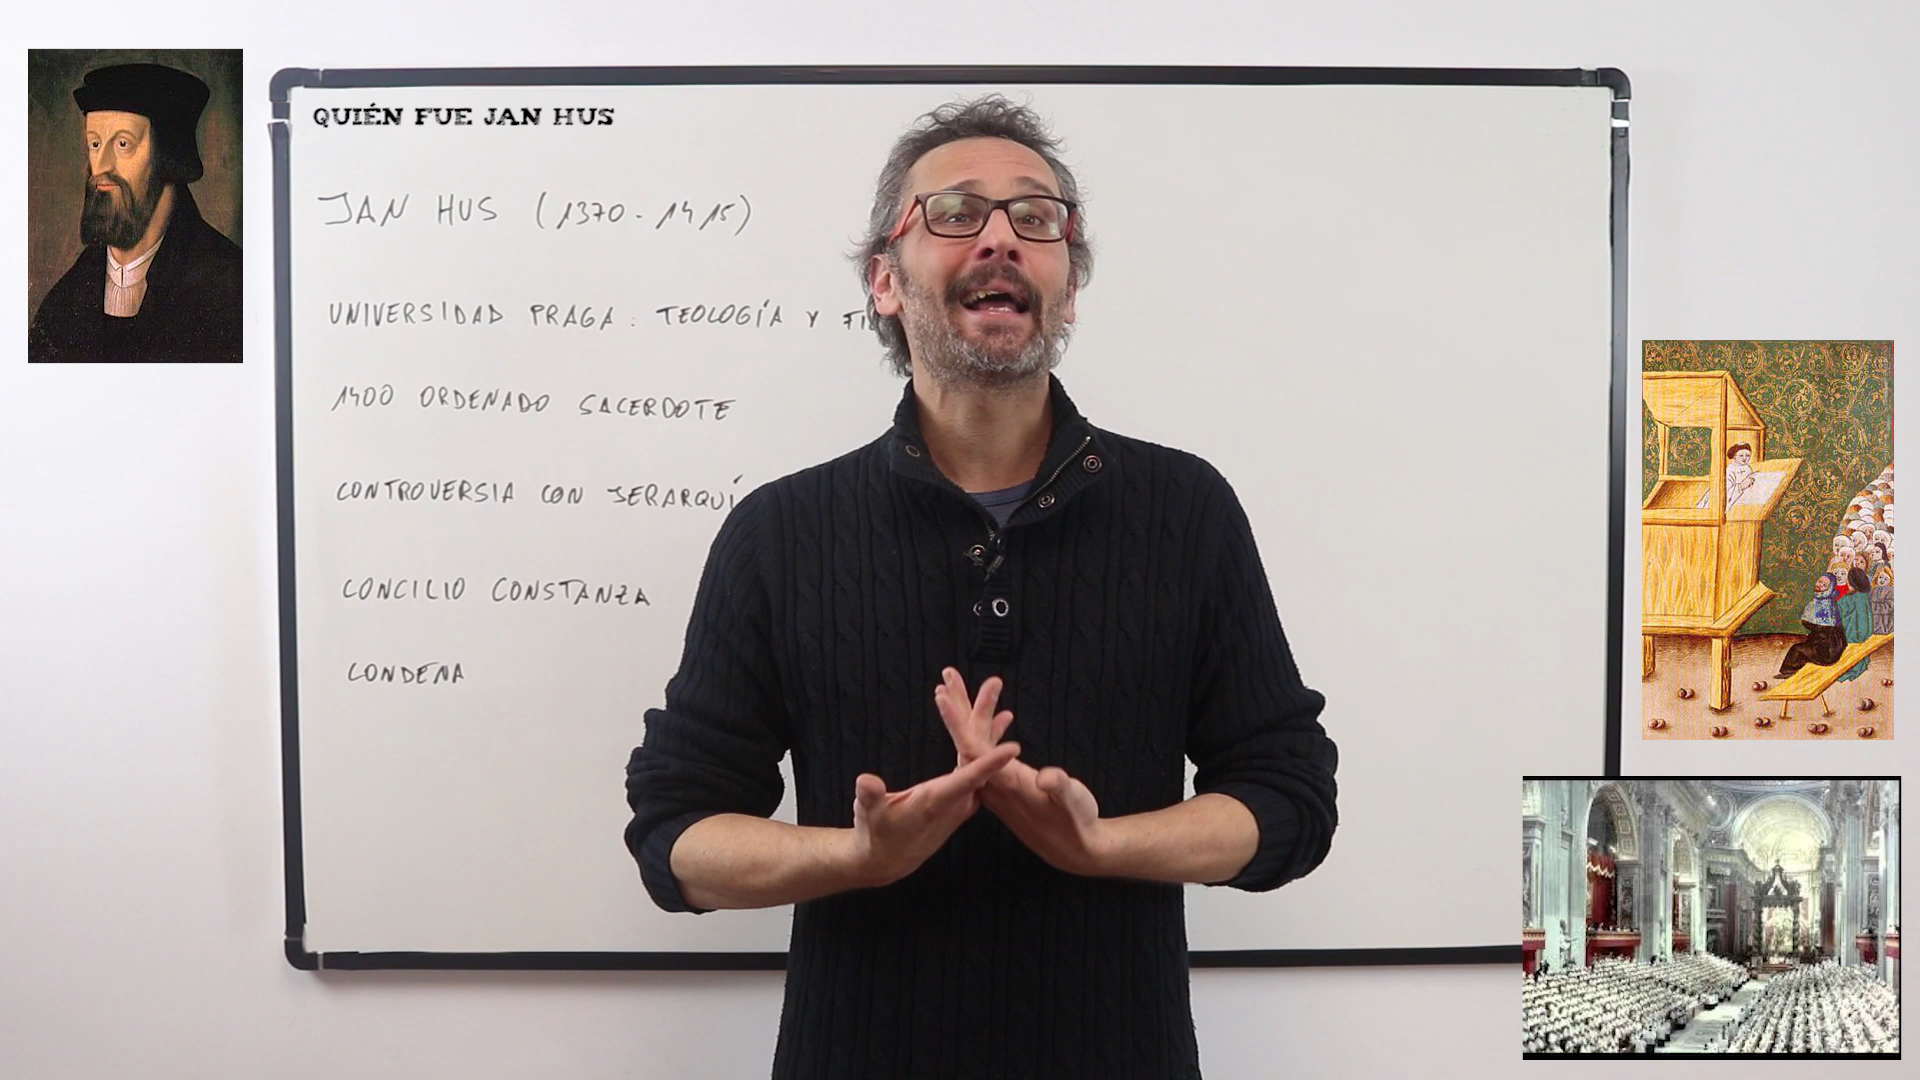 QUIÉN FUE JAN HUS
JAN HUS (1370 - 1415)
UNIVERSIDAD PRAGA: TEOLOGÍA Y
1400 ORDENADO SACERDOTE
CONTROVERSIA CON
CONCILIO CONSTANZA
CONDENA